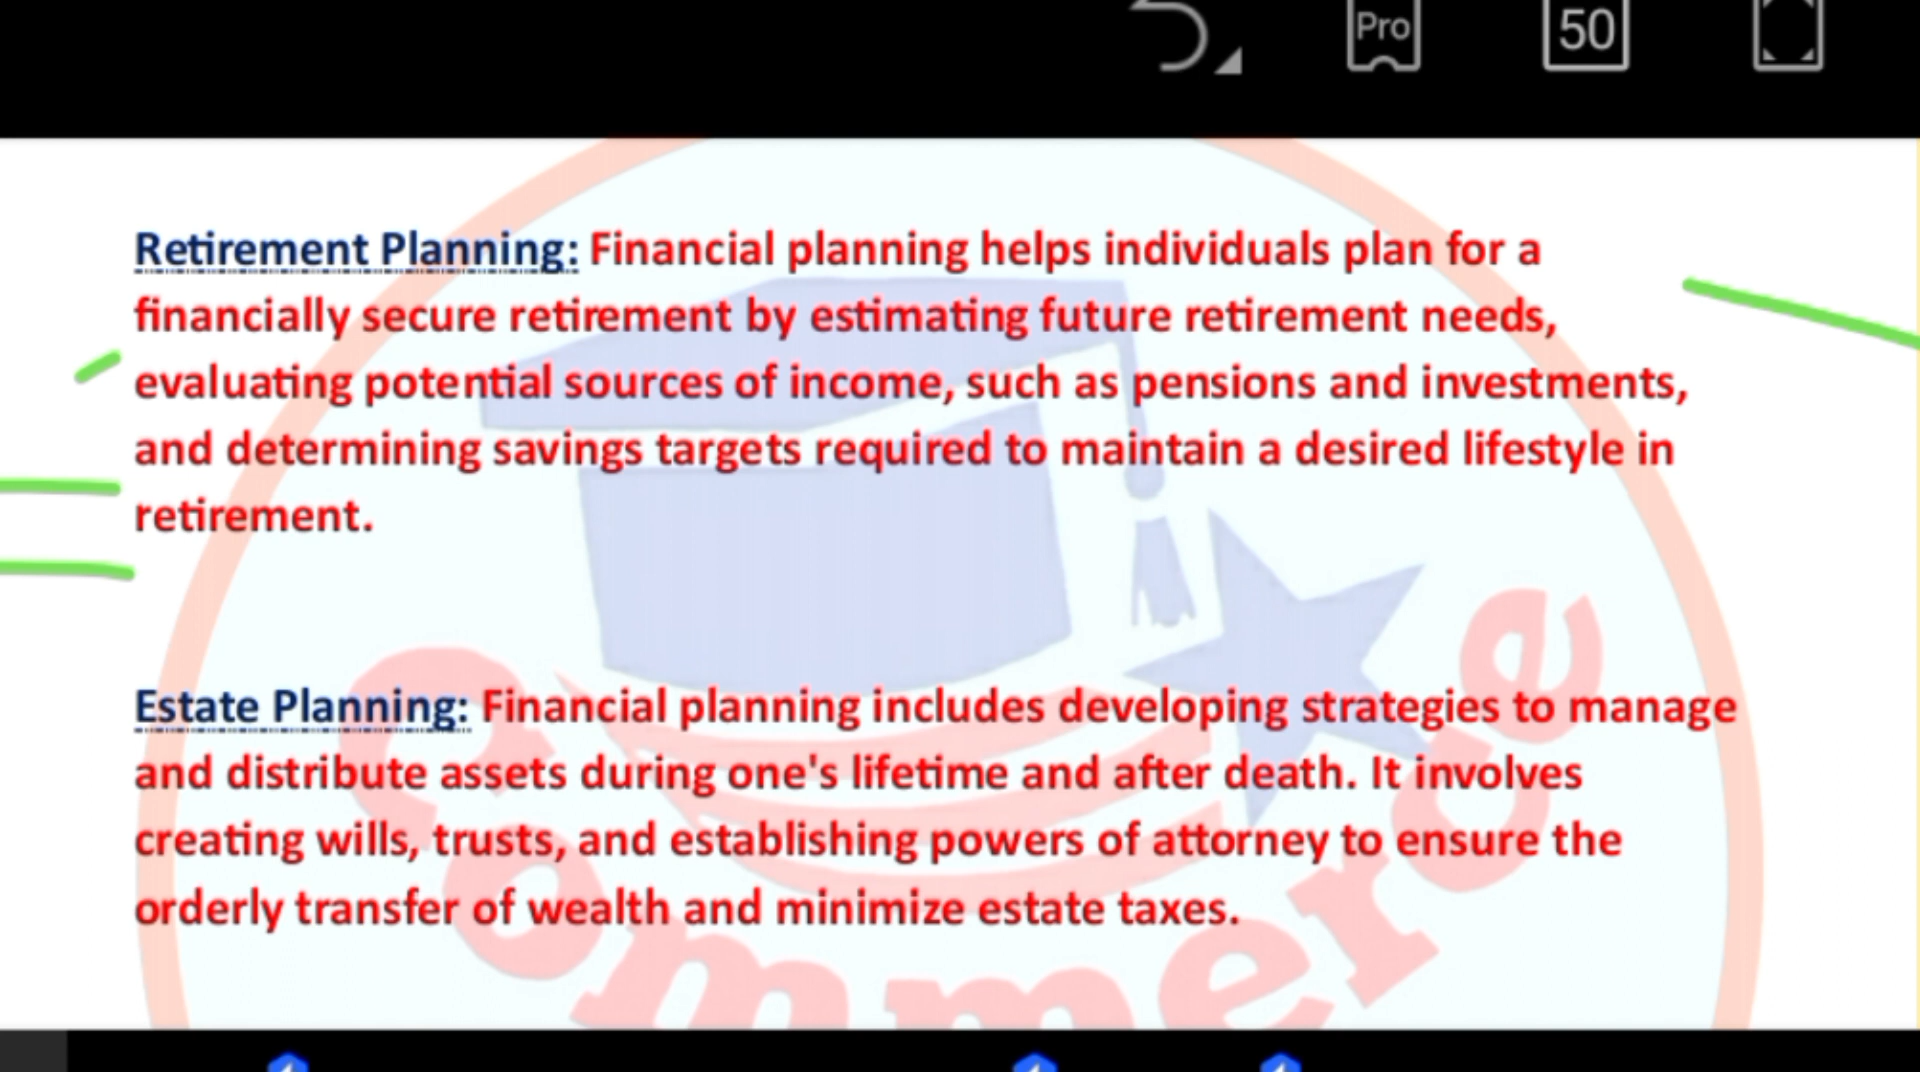 Pro
50
Retirement Planning: Financial planning helps individuals plan for a
financially secure retirement by estimating future retirement needs,
evaluating potential sources of income, such as pensions and investments,
and determining savings targets required to maintain a desired lifestyle in
retirement.
Estate Planning: Financial planning includes developing strategies to manage
and distribute assets during one's lifetime and after death. It involves
creating wills, trusts, and establishing powers of attorney to ensure the
orderly transfer of wealth and minimize estate taxes.
Commerce